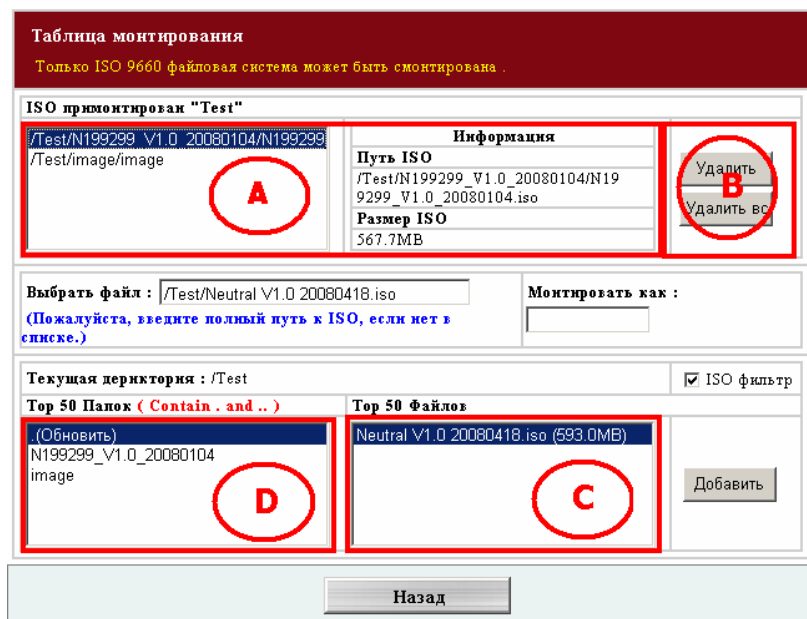 Таблица монтирования
Только ISO 9660 файловая система может быть смонтирована .
ISO примонтирован "Test"
/Test/N199299_V1.0_20080104/N199299
/Test/image/image
A
Информация
Путь ISO
/Test/N199299_V1.0_20080104/N19
9299_V1.0_20080104.iso
Размер ISO
567.7MB
Удалить
B
Удалить вс
Выбрать файл : /Test/Neutral V1.0 20080418.iso
(Пожалуйста, введите полный путь к ISO, если нет в
списке.)
Монтировать как :
Текущая дериктория : /Test
ISO фильтр
Top 50 Папок ( Contain . and .. )
Top 50 Файлов
.(Обновить)
N199299_V1.0_20080104
image
D
Neutral V1.0 20080418.iso (593.0MB)
C
Добавить
Назад